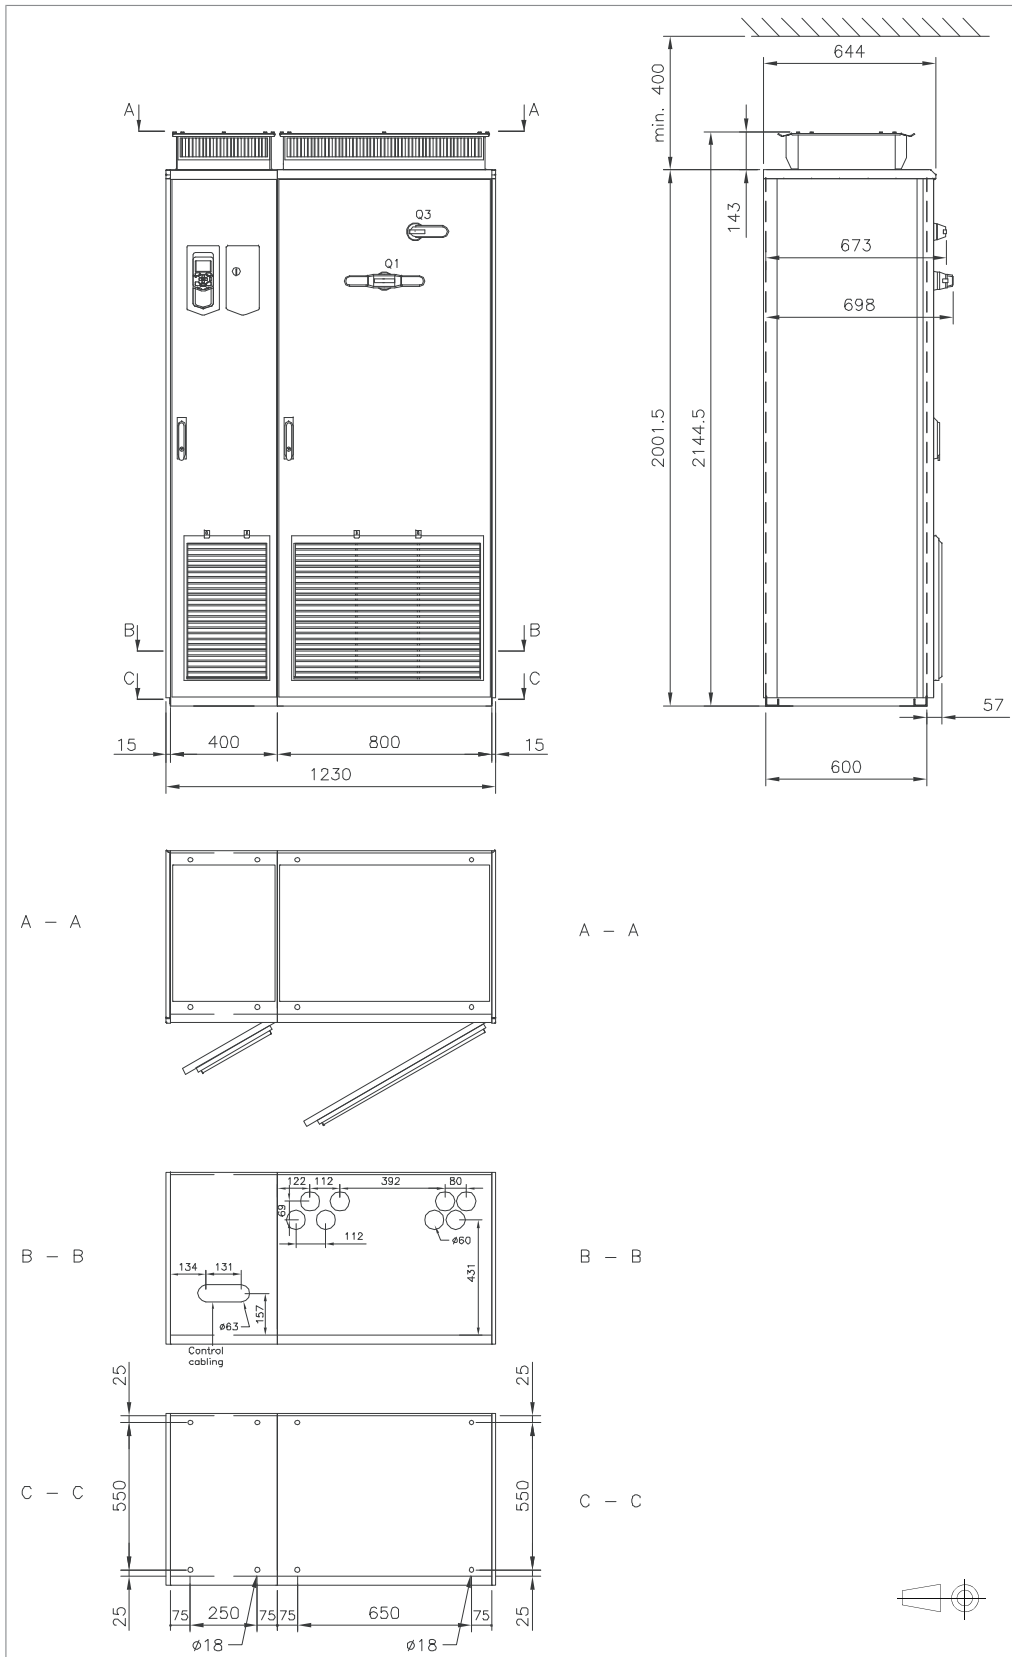 644
min. 400
A
A
143
Q3
673
Q1
698
2001.5
2144.5
B
B
C
C
57
15
400
800
15
1230
600
A – A
A – A
122
112
392
80
69
112
ø60
B – B
B – B
134
131
431
157
ø63
Control
cabling
25
25
550
550
C – C
C – C
25
75
250
75
75
650
75
25
ø18
ø18